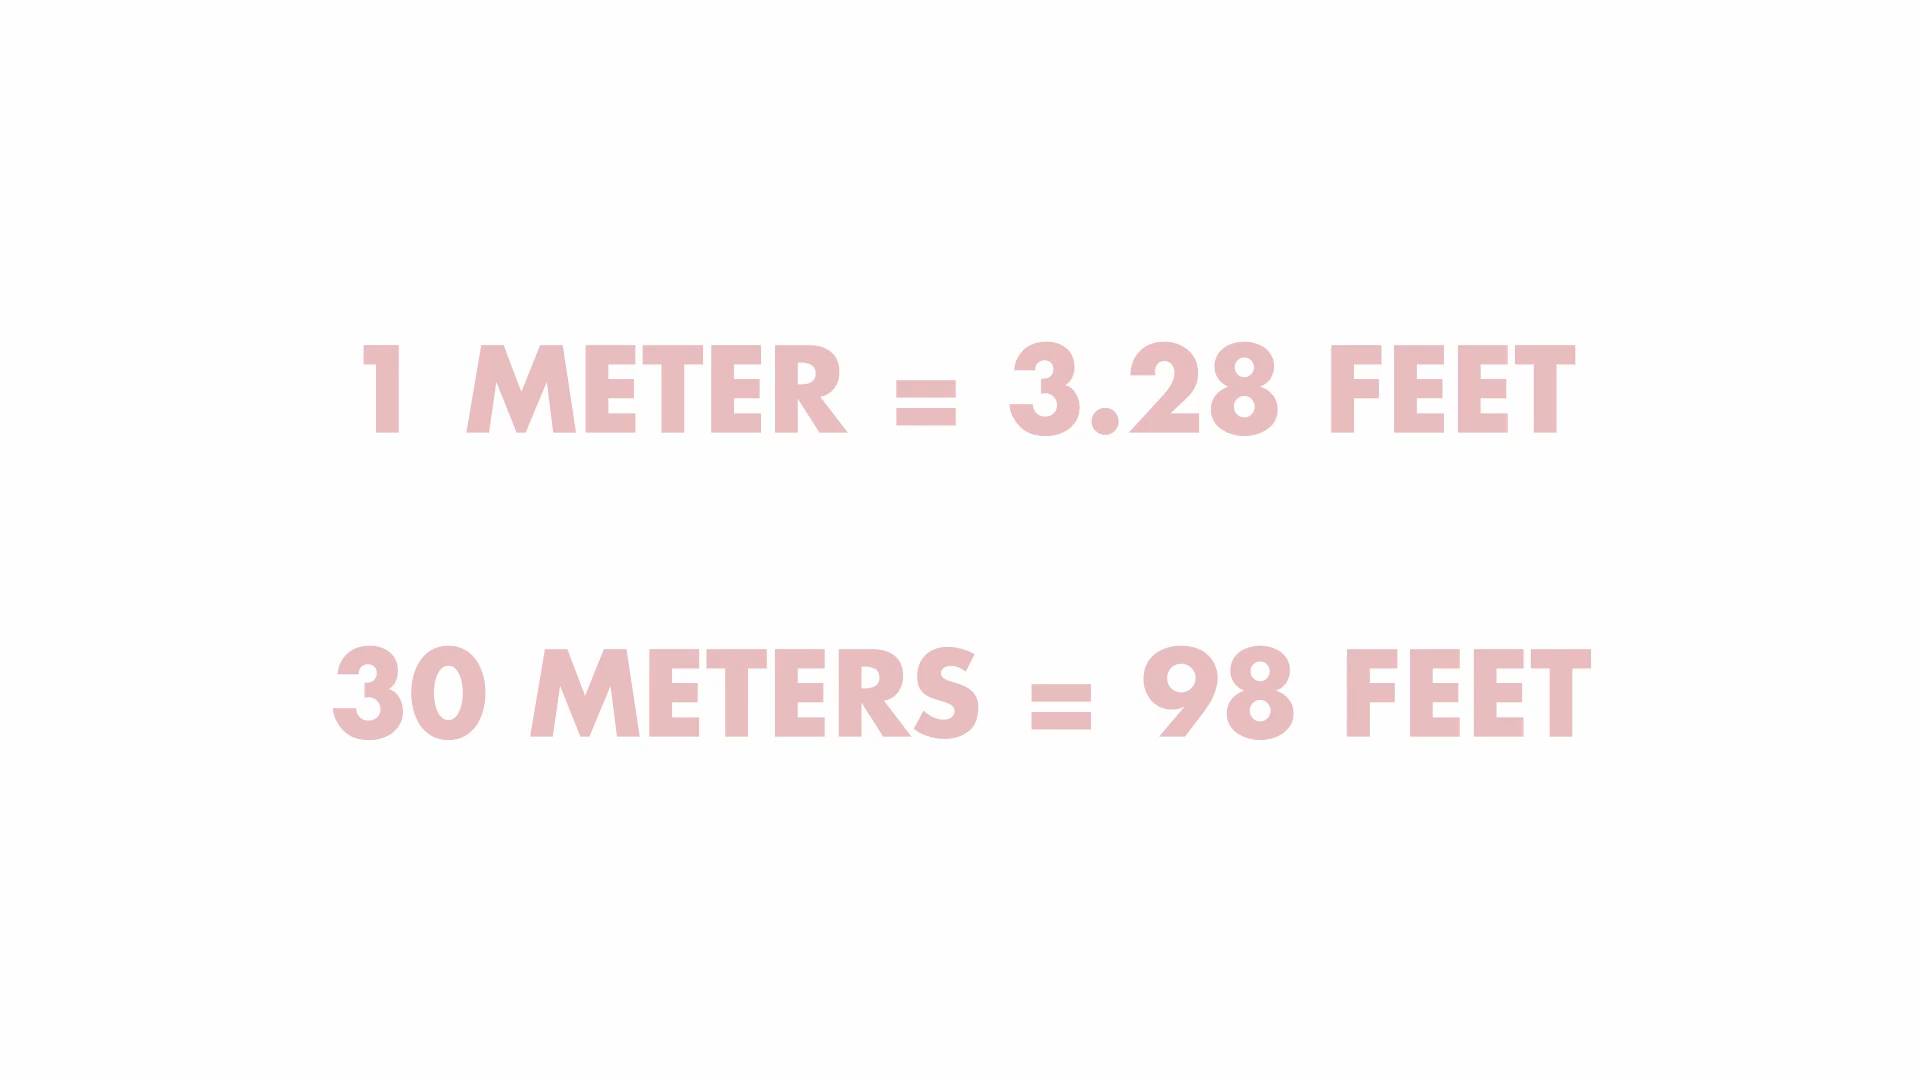 1 METER = 3.28 FEET
30 METERS = 98 FEET